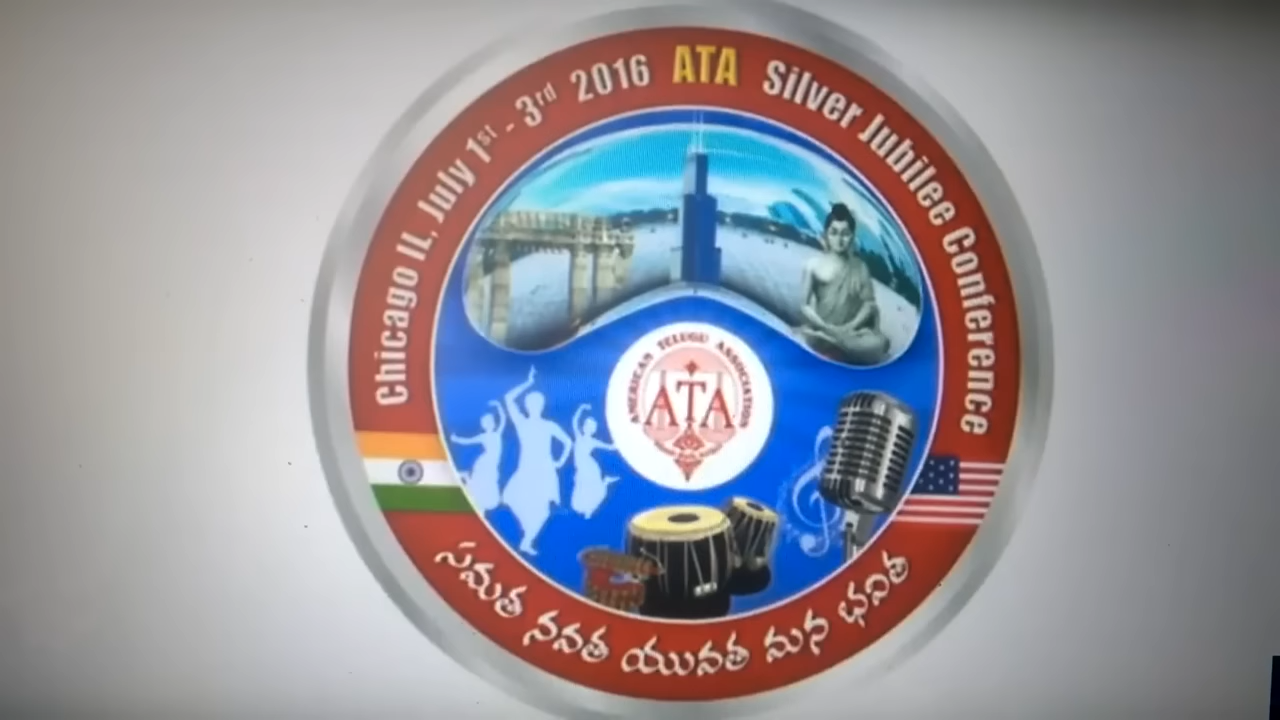 Chicago IL, July 1st - 3rd 2016 ATA Silver Jubilee Conference
AMERICAN TELUGU ASSOCIATION
ATA
సమత నవత యువత మన భవిత